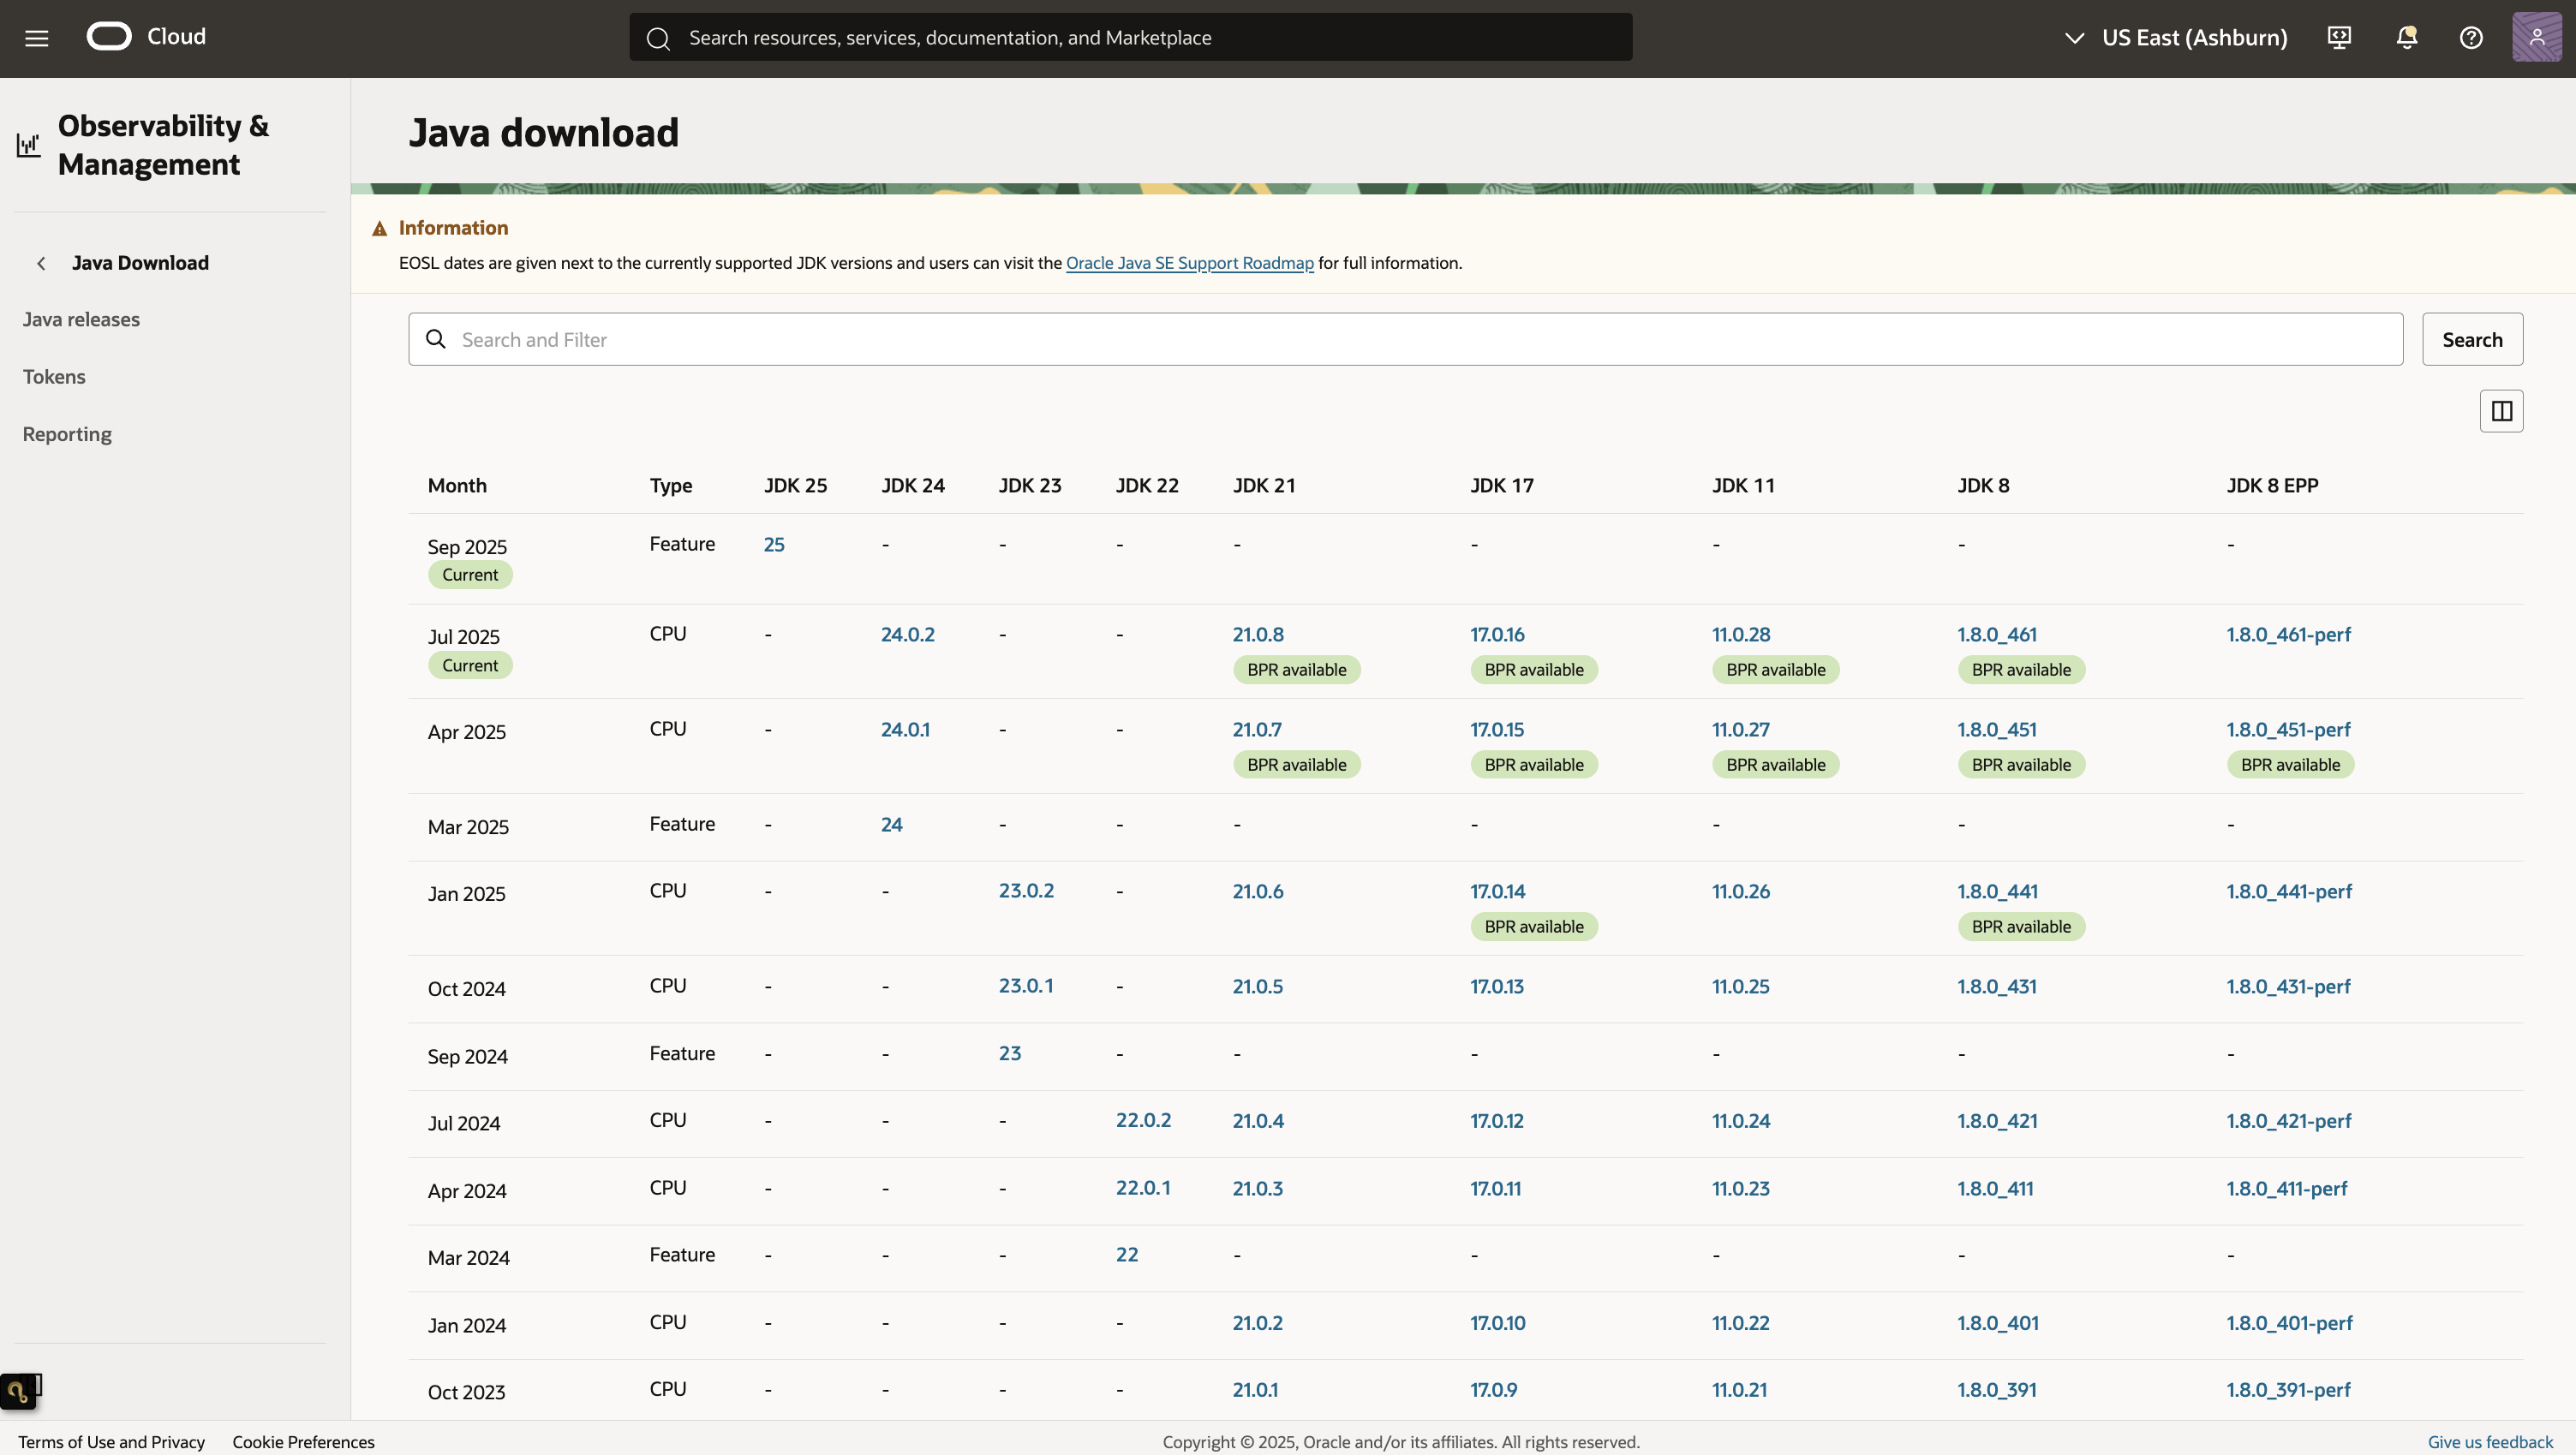 Cloud
Search resources, services, documentation, and Marketplace
US East (Ashburn)
Observability &
Management
Java Download
Java releases
Tokens
Reporting
Java download
Information
EOSL dates are given next to the currently supported JDK versions and users can visit the Oracle Java SE Support Roadmap for full information.
Search and Filter
Search
Month Type JDK 25 JDK 24 JDK 23 JDK 22 JDK 21 JDK 17 JDK 11 JDK 8 JDK 8 EPP
Sep 2025 Feature 25 - - - - - - - -
Current
Jul 2025 CPU - 24.0.2 - - 21.0.8 17.0.16 11.0.28 1.8.0_461 1.8.0_461-perf
Current BPR available BPR available BPR available BPR available
Apr 2025 CPU - 24.0.1 - - 21.0.7 17.0.15 11.0.27 1.8.0_451 1.8.0_451-perf
BPR available BPR available BPR available BPR available BPR available
Mar 2025 Feature - 24 - - - - - - -
Jan 2025 CPU - - 23.0.2 - 21.0.6 17.0.14 11.0.26 1.8.0_441 1.8.0_441-perf
BPR available BPR available
Oct 2024 CPU - - 23.0.1 - 21.0.5 17.0.13 11.0.25 1.8.0_431 1.8.0_431-perf
Sep 2024 Feature - - 23 - - - - - -
Jul 2024 CPU - - - 22.0.2 21.0.4 17.0.12 11.0.24 1.8.0_421 1.8.0_421-perf
Apr 2024 CPU - - - 22.0.1 21.0.3 17.0.11 11.0.23 1.8.0_411 1.8.0_411-perf
Mar 2024 Feature - - - 22 - - - - -
Jan 2024 CPU - - - - 21.0.2 17.0.10 11.0.22 1.8.0_401 1.8.0_401-perf
Oct 2023 CPU - - - - 21.0.1 17.0.9 11.0.21 1.8.0_391 1.8.0_391-perf
Terms of Use and Privacy Cookie Preferences Copyright © 2025, Oracle and/or its affiliates. All rights reserved. Give us feedback